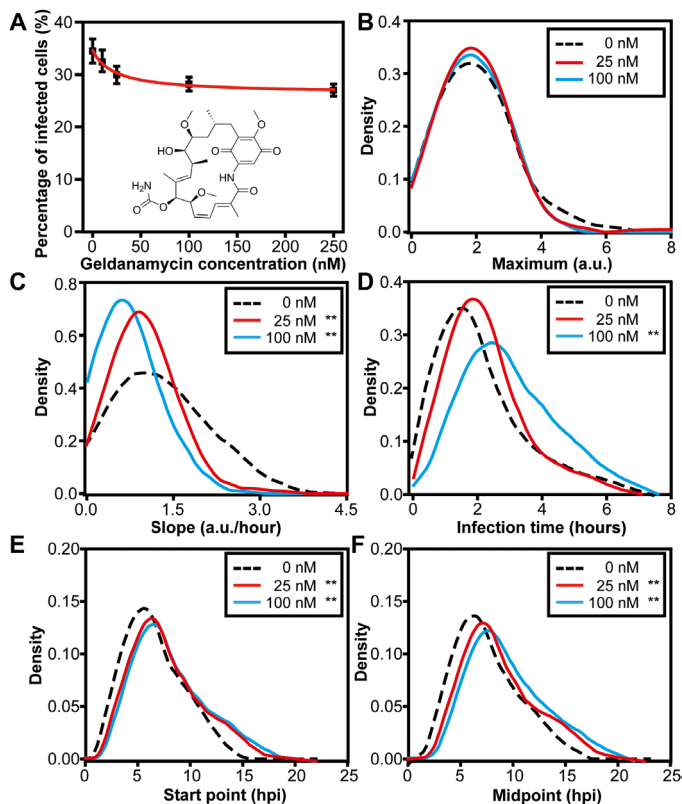 A
Percentage of infected cells (%)
40
30
20
10
0
0 50 100 150 200 250
Geldanamycin concentration (nM)
O
O
O
O
HO
HN
O
NH2
O
O
O
B
Density
0.4
0.3
0.2
0.1
0.0
0 2 4 6 8
Maximum (a.u.)
0 nM
25 nM
100 nM
C
Density
0.8
0.6
0.4
0.2
0.0
0.0 1.5 3.0 4.5
Slope (a.u./hour)
0 nM
25 nM **
100 nM **
D
Density
0.4
0.3
0.2
0.1
0.0
0 2 4 6 8
Infection time (hours)
0 nM
25 nM
100 nM **
E
Density
0.20
0.15
0.10
0.05
0.00
0 5 10 15 20 25
Start point (hpi)
0 nM
25 nM **
100 nM **
F
Density
0.20
0.15
0.10
0.05
0.00
0 5 10 15 20 25
Midpoint (hpi)
0 nM
25 nM **
100 nM **